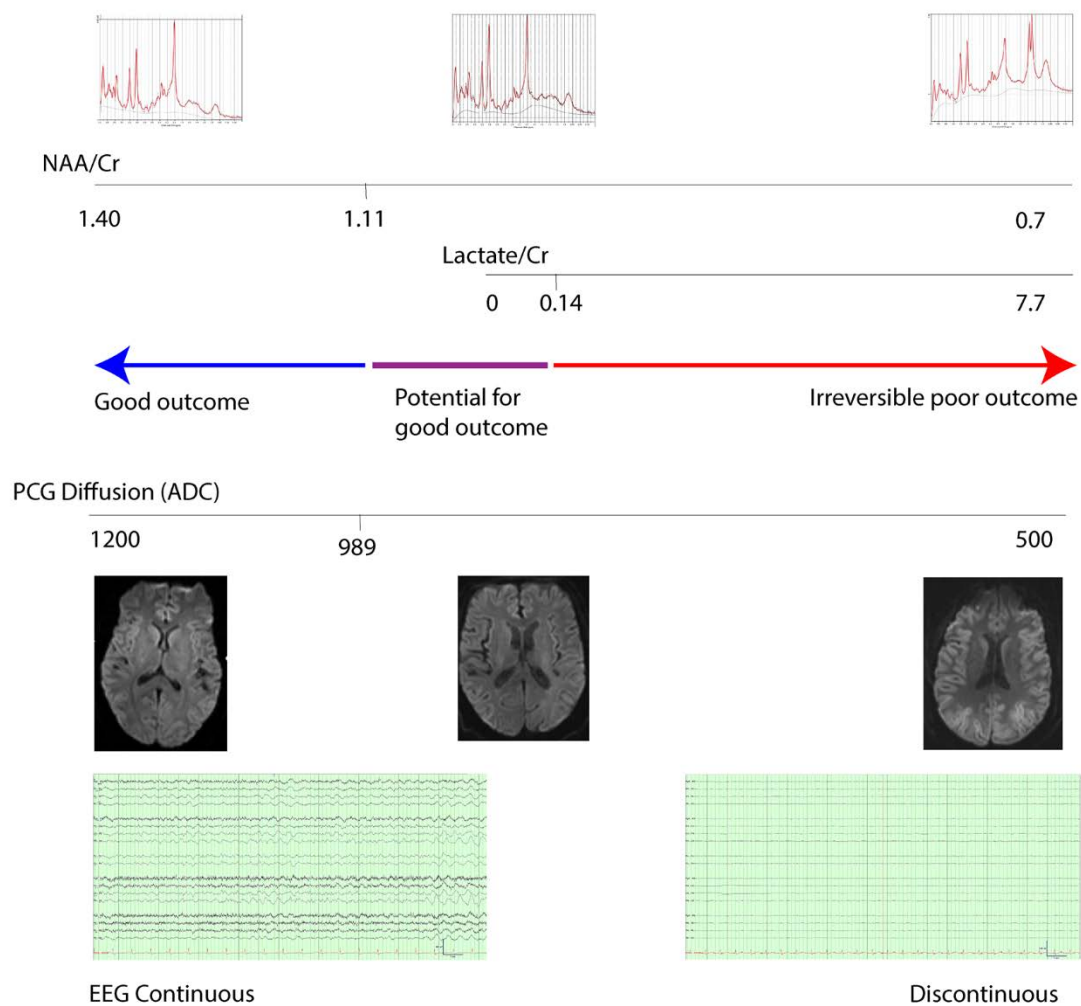 NAA/Cr
1.40 1.11 0.7
Lactate/Cr
0 0.14 7.7
Good outcome
Potential for
good outcome
Irreversible poor outcome
PCG Diffusion (ADC)
1200 989 500
EEG Continuous
Discontinuous